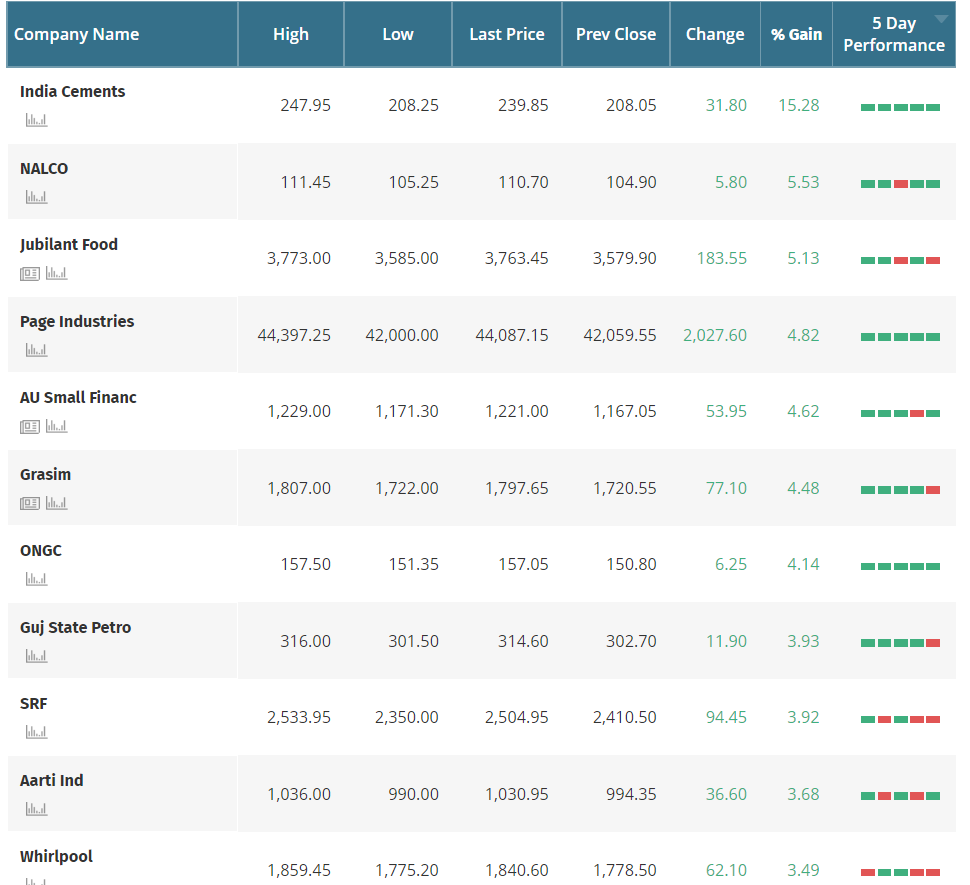 Company Name High Low Last Price Prev Close Change % Gain 5 Day Performance
India Cements 247.95 208.25 239.85 208.05 31.80 15.28
NALCO 111.45 105.25 110.70 104.90 5.80 5.53
Jubilant Food 3,773.00 3,585.00 3,763.45 3,579.90 183.55 5.13
Page Industries 44,397.25 42,000.00 44,087.15 42,059.55 2,027.60 4.82
AU Small Financ 1,229.00 1,171.30 1,221.00 1,167.05 53.95 4.62
Grasim 1,807.00 1,722.00 1,797.65 1,720.55 77.10 4.48
ONGC 157.50 151.35 157.05 150.80 6.25 4.14
Guj State Petro 316.00 301.50 314.60 302.70 11.90 3.93
SRF 2,533.95 2,350.00 2,504.95 2,410.50 94.45 3.92
Aarti Ind 1,036.00 990.00 1,030.95 994.35 36.60 3.68
Whirlpool 1,859.45 1,775.20 1,840.60 1,778.50 62.10 3.49